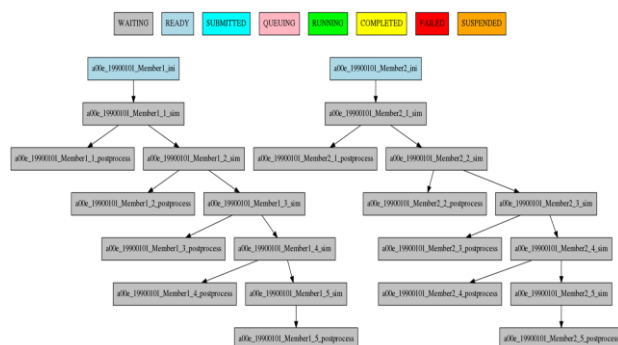 WAITING READY SUBMITTED QUEUING RUNNING COMPLETED FAILED SUSPENDED
a00e_19900101_Member1_ini a00e_19900101_Member2_ini
a00e_19900101_Member1_1_sim a00e_19900101_Member2_1_sim
a00e_19900101_Member1_1_postprocess a00e_19900101_Member1_2_sim a00e_19900101_Member2_1_postprocess a00e_19900101_Member2_2_sim
a00e_19900101_Member1_2_postprocess a00e_19900101_Member1_3_sim a00e_19900101_Member2_2_postprocess a00e_19900101_Member2_3_sim
a00e_19900101_Member1_3_postprocess a00e_19900101_Member1_4_sim a00e_19900101_Member2_3_postprocess a00e_19900101_Member2_4_sim
a00e_19900101_Member1_4_postprocess a00e_19900101_Member1_5_sim a00e_19900101_Member2_4_postprocess a00e_19900101_Member2_5_sim
a00e_19900101_Member1_5_postprocess a00e_19900101_Member2_5_postprocess